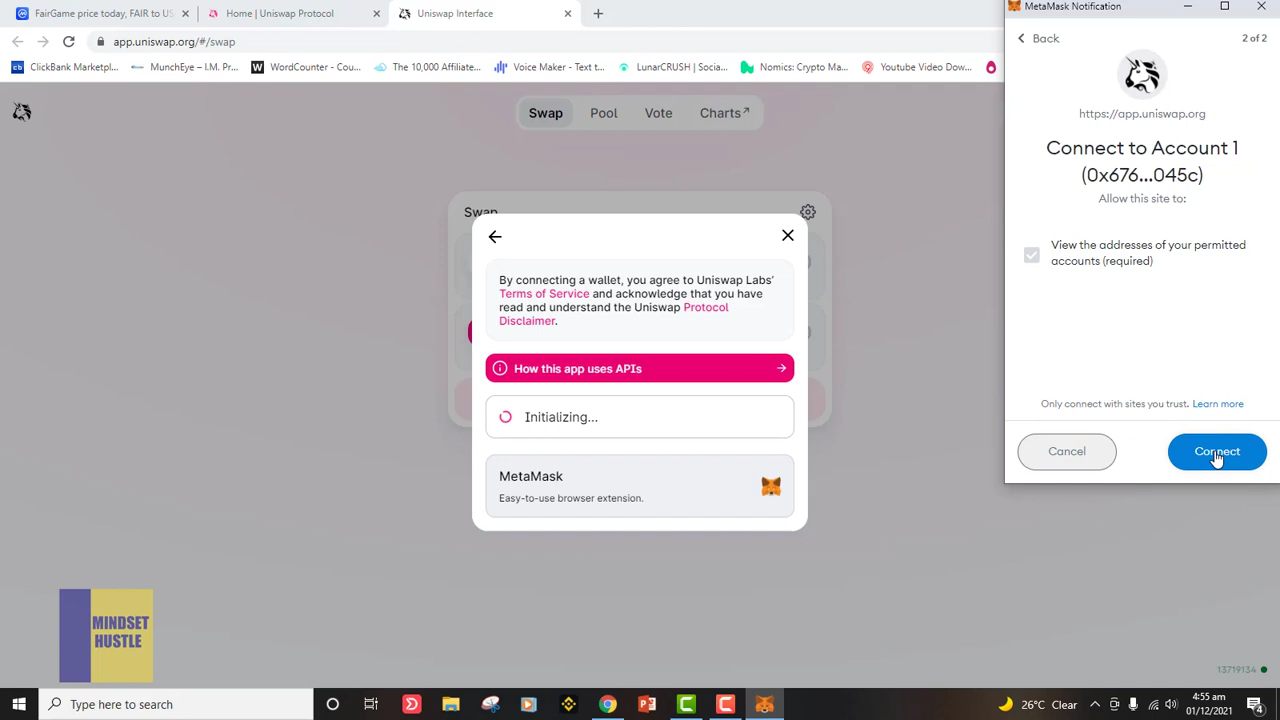 FairGame price today, FAIR to US
Home | Uniswap Protocol
Uniswap Interface
MetaMask Notification
app.uniswap.org/#/swap
ClickBank Marketpl...
MunchEye – I.M. Pr...
WordCounter - Cou...
The 10,000 Affiliate...
Voice Maker - Text t...
LunarCRUSH | Socia...
Nomics: Crypto Ma...
Youtube Video Dow...
Swap
Pool
Vote
Charts↗
Swap
By connecting a wallet, you agree to Uniswap Labs'
Terms of Service and acknowledge that you have
read and understand the Uniswap Protocol
Disclaimer.
How this app uses APIs
Initializing...
MetaMask
Easy-to-use browser extension.
Back
2 of 2
https://app.uniswap.org
Connect to Account 1
(0x676...045c)
Allow this site to:
View the addresses of your permitted
accounts (required)
Only connect with sites you trust. Learn more
Cancel
Connect
MINDSET
HUSTLE
13719134
Type here to search
26°C Clear
4:55 am
01/12/2021
4